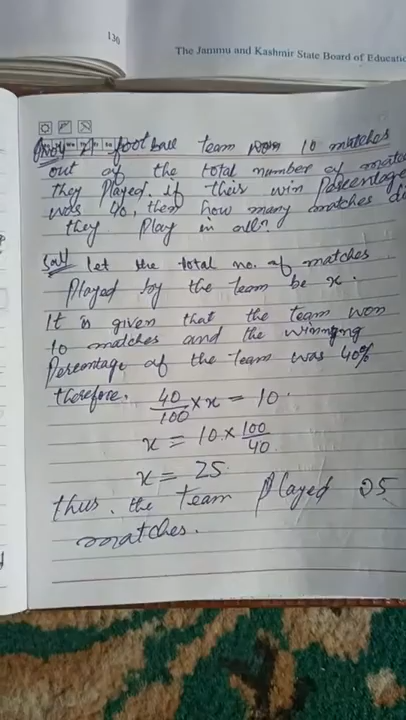 130
The Jammu and Kashmir State Board of Educatio
A football team won 10 matches
out of the total number of matches
they Played. If their win Percentage
was 40, then how many matches di
they Play in all?
Sol/ Let the total no. of matches
Played by the team be x.
It is given that the team won
10 matches and the winning
Percentage of the team was 40%
therefore, 40/100 × x = 10.
x = 10 × 100/40
x = 25
thus, the team Played 25
matches.